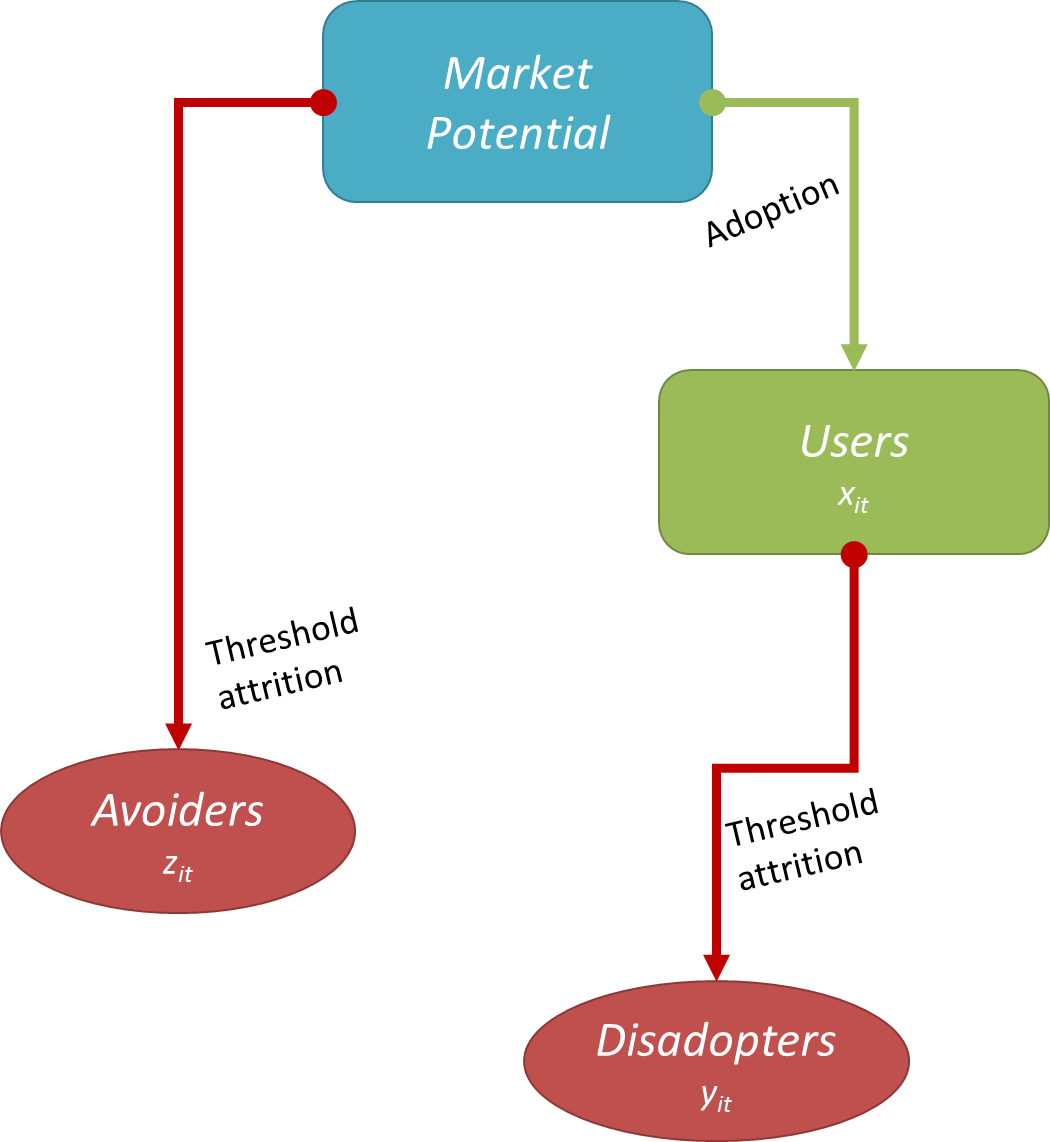 Market
Potential
Adoption
Users
x_it
Threshold
attrition
Avoiders
z_it
Threshold
attrition
Disadopters
y_it